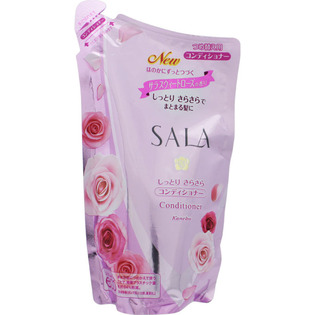 つめ替え用
コンディショナー
New
ほのかにずっとつづく
サラスウィートローズの香り
しっとり さらさらで
まとまる髪に
SALA
しっとり さらさら
コンディショナー
Conditioner
Kanebo